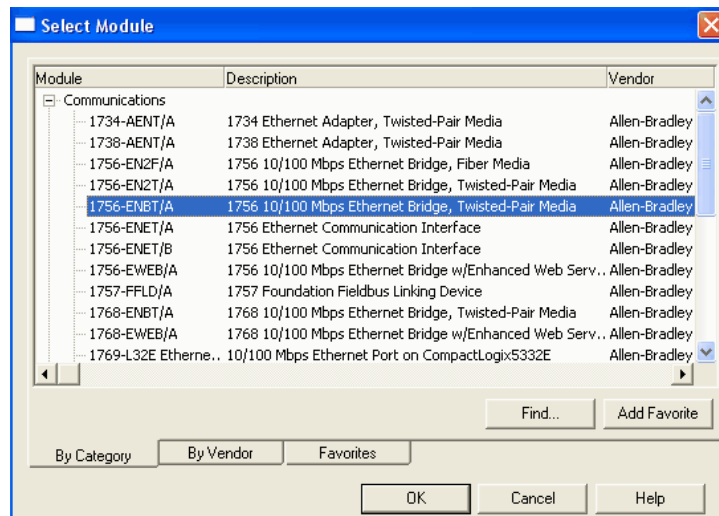 Select Module
Module Description Vendor
Communications
1734-AENT/A 1734 Ethernet Adapter, Twisted-Pair Media Allen-Bradley
1738-AENT/A 1738 Ethernet Adapter, Twisted-Pair Media Allen-Bradley
1756-EN2F/A 1756 10/100 Mbps Ethernet Bridge, Fiber Media Allen-Bradley
1756-EN2T/A 1756 10/100 Mbps Ethernet Bridge, Twisted-Pair Media Allen-Bradley
1756-ENBT/A 1756 10/100 Mbps Ethernet Bridge, Twisted-Pair Media Allen-Bradley
1756-ENET/A 1756 Ethernet Communication Interface Allen-Bradley
1756-ENET/B 1756 Ethernet Communication Interface Allen-Bradley
1756-EWEB/A 1756 10/100 Mbps Ethernet Bridge w/Enhanced Web Serv.. Allen-Bradley
1757-FFLD/A 1757 Foundation Fieldbus Linking Device Allen-Bradley
1768-ENBT/A 1768 10/100 Mbps Ethernet Bridge, Twisted-Pair Media Allen-Bradley
1768-EWEB/A 1768 10/100 Mbps Ethernet Bridge w/Enhanced Web Serv.. Allen-Bradley
1769-L32E Etherne.. 10/100 Mbps Ethernet Port on CompactLogix5332E Allen-Bradley
Find... Add Favorite
By Category By Vendor Favorites
OK Cancel Help